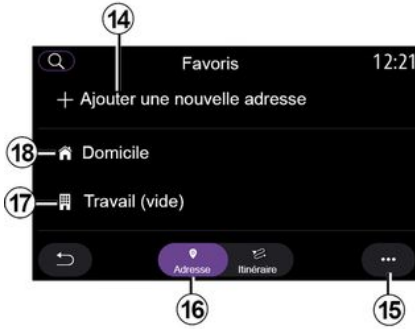 14
Favoris 12:21
+ Ajouter une nouvelle adresse
18 Domicile
17 Travail (vide)
Adresse Itinéraire ...
16 15